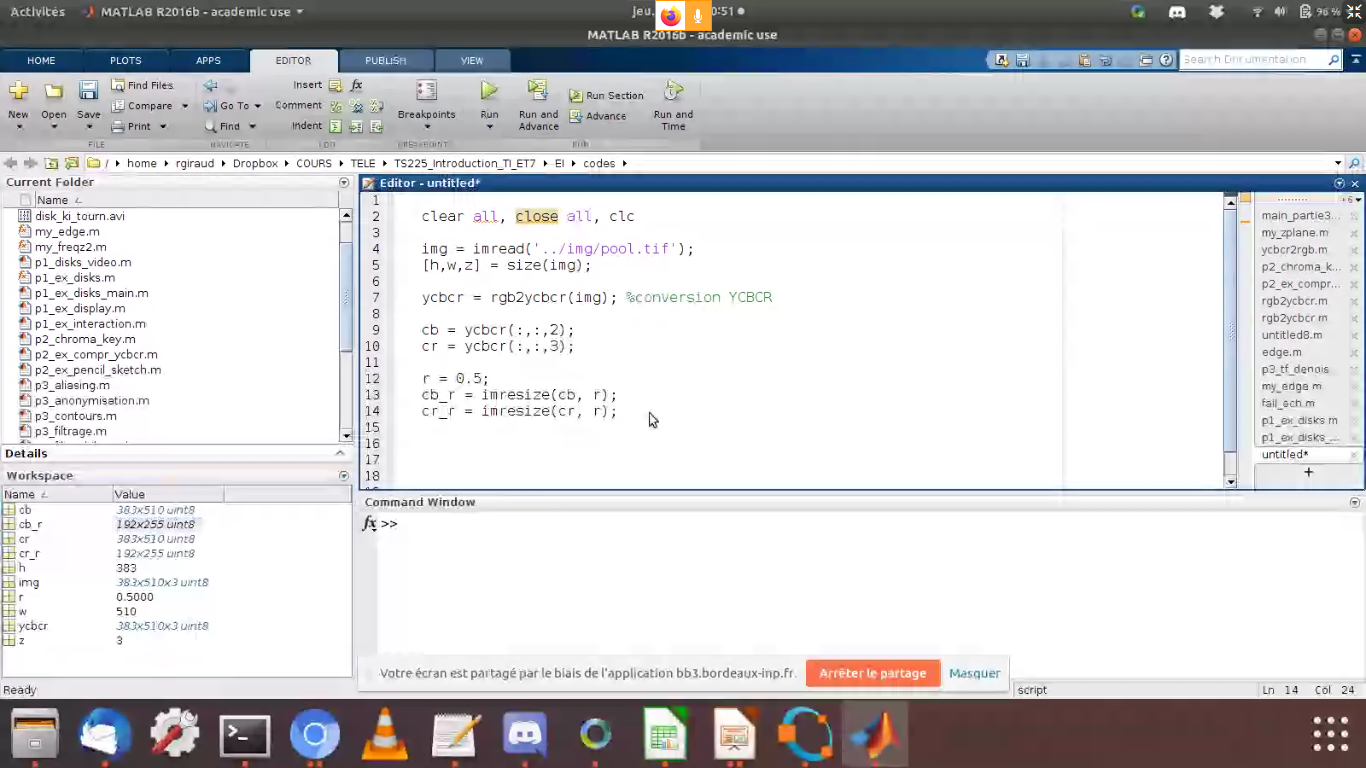 Activités MATLAB R2016b - academic use jeu. 0:51 96 %
MATLAB R2016b - academic use
HOME PLOTS APPS EDITOR PUBLISH VIEW Search Documentation
New Open Save Find Files Compare Print Go To Find Insert Comment Indent Breakpoints Run Run and Advance Run Section Advance Run and Time
FILE NAVIGATE EDIT BREAKPOINTS RUN
/ home rgiraud Dropbox COURS TELE TS225_Introduction_TI_ET7 EI codes
Current Folder
Name
disk_ki_tourn.avi
my_edge.m
my_freqz2.m
p1_disks_video.m
p1_ex_disks.m
p1_ex_disks_main.m
p1_ex_display.m
p1_ex_interaction.m
p2_chroma_key.m
p2_ex_compr_ycbcr.m
p2_ex_pencil_sketch.m
p3_aliasing.m
p3_anonymisation.m
p3_contours.m
p3_filtrage.m
Details
Workspace
Name Value
cb 383x510 uint8
cb_r 192x255 uint8
cr 383x510 uint8
cr_r 192x255 uint8
h 383
img 383x510x3 uint8
r 0.5000
w 510
ycbcr 383x510x3 uint8
z 3
Ready
Editor - untitled*
1
2 clear all, close all, clc
3
4 img = imread('../img/pool.tif');
5 [h,w,z] = size(img);
6
7 ycbcr = rgb2ycbcr(img); %conversion YCBCR
8
9 cb = ycbcr(:,:,2);
10 cr = ycbcr(:,:,3);
11
12 r = 0.5;
13 cb_r = imresize(cb, r);
14 cr_r = imresize(cr, r);
15
16
17
18
+6
main_partie3...
my_zplane.m
ycbcr2rgb.m
p2_chroma_k...
p2_ex_compr...
rgb2ycbcr.m
rgb2ycbcr.m
untitled8.m
edge.m
p3_tf_denois
my_edge.m
fail_ech.m
p1_ex_disks.m
p1_ex_disks_...
untitled*
+
Command Window
fx >>
Votre écran est partagé par le biais de l'application bb3.bordeaux-inp.fr. Arrêter le partage Masquer
script Ln 14 Col 24